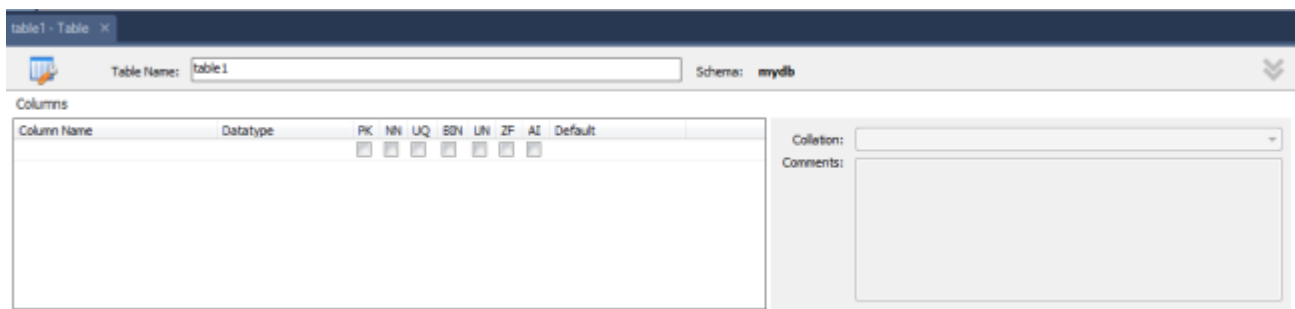 table1 - Table ×
Table Name: table1 Schema: mydb
Columns
Column Name Datatype PK NN UQ BIN UN ZF AI Default
Collation:
Comments: